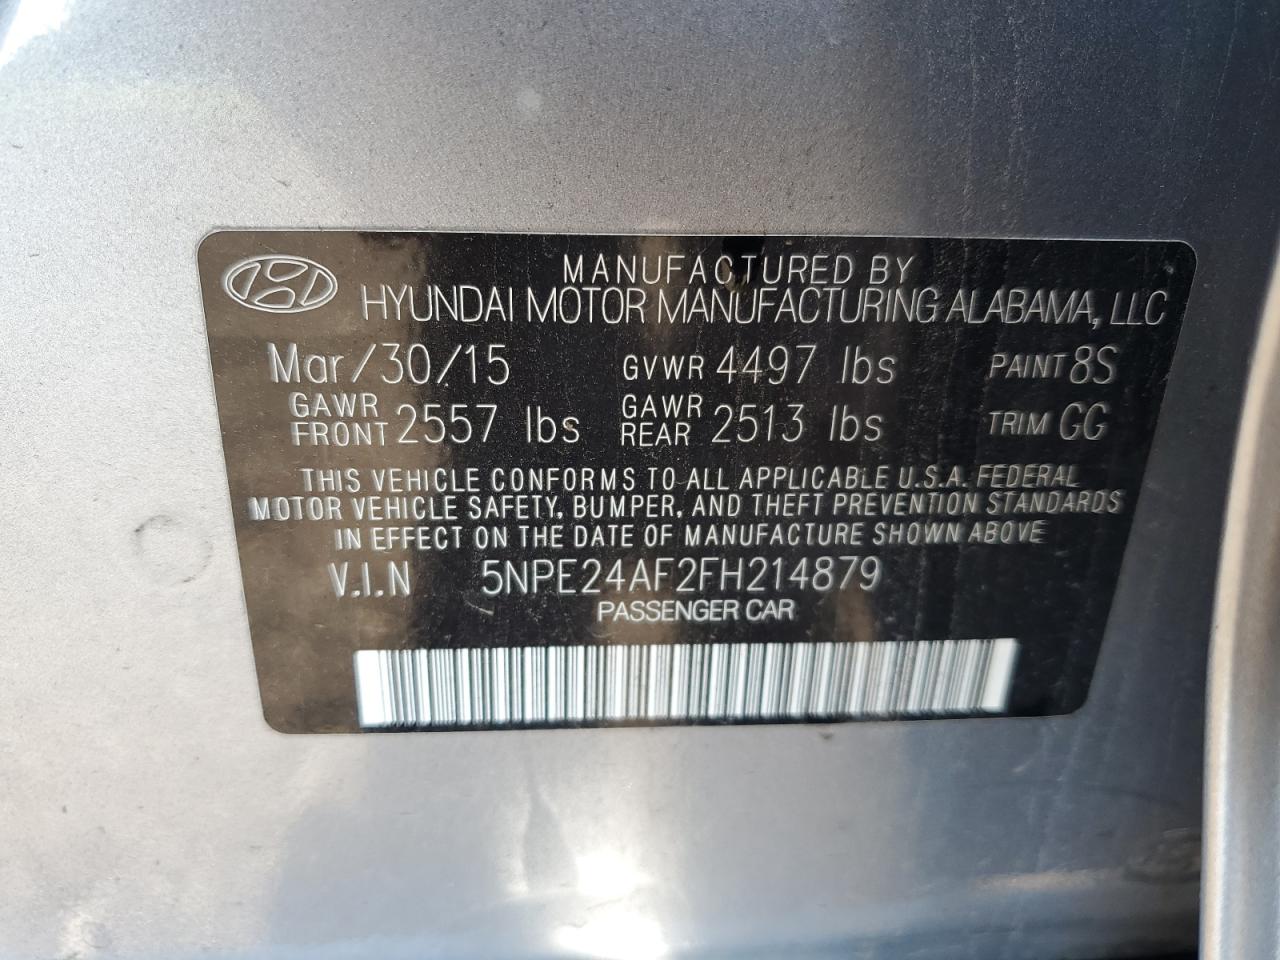 MANUFACTURED BY
HYUNDAI MOTOR MANUFACTURING ALABAMA, LLC
Mar/30/15 GVWR 4497 lbs PAINT 8S
GAWR FRONT 2557 lbs GAWR REAR 2513 lbs TRIM GG
THIS VEHICLE CONFORMS TO ALL APPLICABLE U.S.A. FEDERAL
MOTOR VEHICLE SAFETY, BUMPER, AND THEFT PREVENTION STANDARDS
IN EFFECT ON THE DATE OF MANUFACTURE SHOWN ABOVE
V.I.N 5NPE24AF2FH214879
PASSENGER CAR